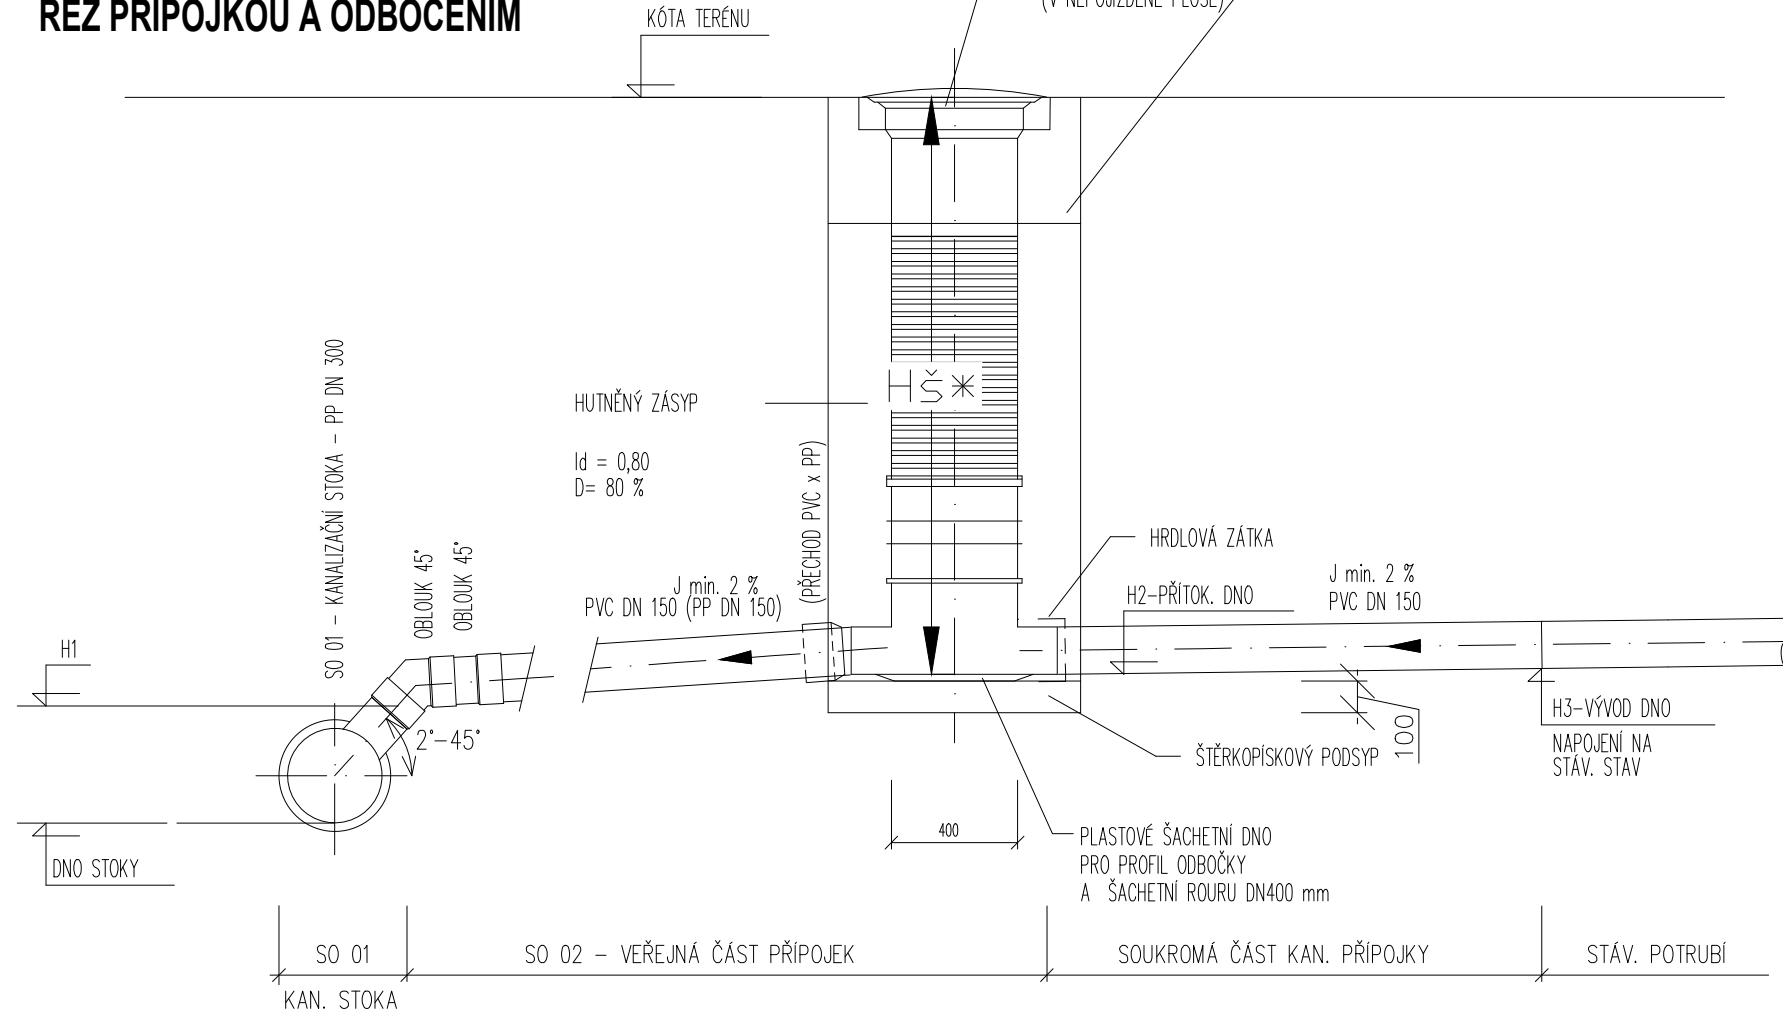 ŘEZ PŘÍPOJKOU A ODBOČENÍM
KÓTA TERÉNU
(V NEPOJÍZDĚNÉ PLOŠE)
SO 01 - KANALIZAČNÍ STOKA - PP DN 300
HUTNĚNÝ ZÁSYP
Id = 0,80
D= 80 %
HŠ*
(PŘECHOD PVC x PP)
OBLOUK 45°
OBLOUK 45°
J min. 2 %
PVC DN 150 (PP DN 150)
HRDLOVÁ ZÁTKA
H2-PŘÍTOK. DNO
J min. 2 %
PVC DN 150
H1
2°-45°
H3-VÝVOD DNO
NAPOJENÍ NA
STÁV. STAV
100
ŠTĚRKOPÍSKOVÝ PODSYP
DNO STOKY
400
PLASTOVÉ ŠACHETNÍ DNO
PRO PROFIL ODBOČKY
A ŠACHETNÍ ROURU DN400 mm
SO 01
SO 02 - VEŘEJNÁ ČÁST PŘÍPOJEK
SOUKROMÁ ČÁST KAN. PŘÍPOJKY
STÁV. POTRUBÍ
KAN. STOKA